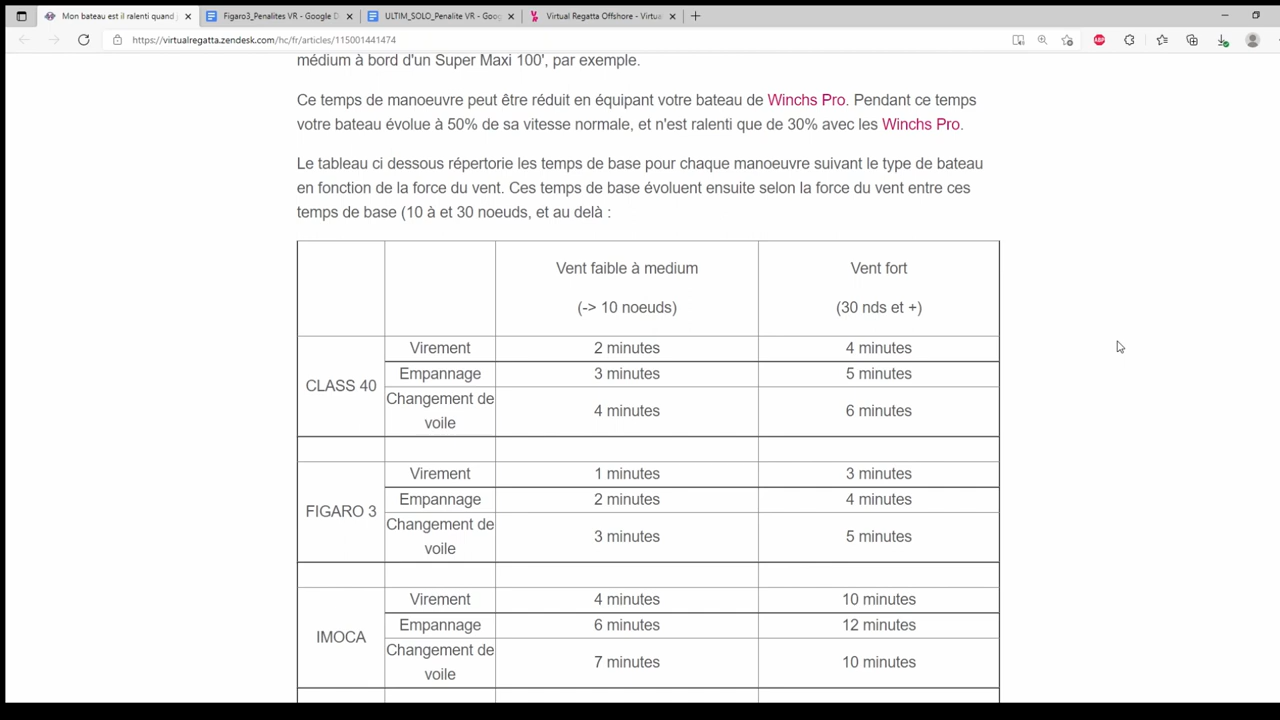 Mon bateau est il ralenti quand
Figaro3_Penalites VR - Google D
ULTIM_SOLO_Penalite VR - Goog
Virtual Regatta Offshore - Virtua
https://virtualregatta.zendesk.com/hc/fr/articles/115001441474
médium à bord d'un Super Maxi 100', par exemple.
Ce temps de manoeuvre peut être réduit en équipant votre bateau de Winchs Pro. Pendant ce temps
votre bateau évolue à 50% de sa vitesse normale, et n'est ralenti que de 30% avec les Winchs Pro.
Le tableau ci dessous répertorie les temps de base pour chaque manoeuvre suivant le type de bateau
en fonction de la force du vent. Ces temps de base évoluent ensuite selon la force du vent entre ces
temps de base (10 à et 30 noeuds, et au delà :
Vent faible à medium
(-> 10 noeuds)
Vent fort
(30 nds et +)
CLASS 40
Virement
2 minutes
4 minutes
Empannage
3 minutes
5 minutes
Changement de
voile
4 minutes
6 minutes
FIGARO 3
Virement
1 minutes
3 minutes
Empannage
2 minutes
4 minutes
Changement de
voile
3 minutes
5 minutes
IMOCA
Virement
4 minutes
10 minutes
Empannage
6 minutes
12 minutes
Changement de
voile
7 minutes
10 minutes